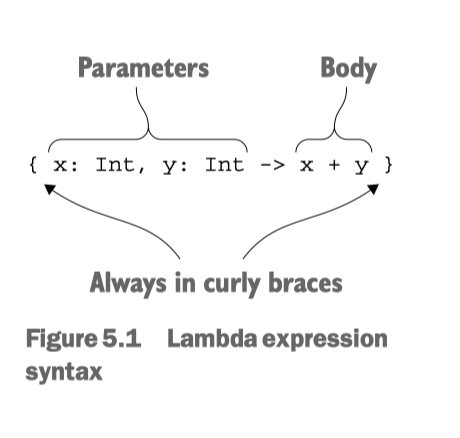 Parameters Body
{ x: Int, y: Int -> x + y }
Always in curly braces
Figure 5.1 Lambda expression
syntax